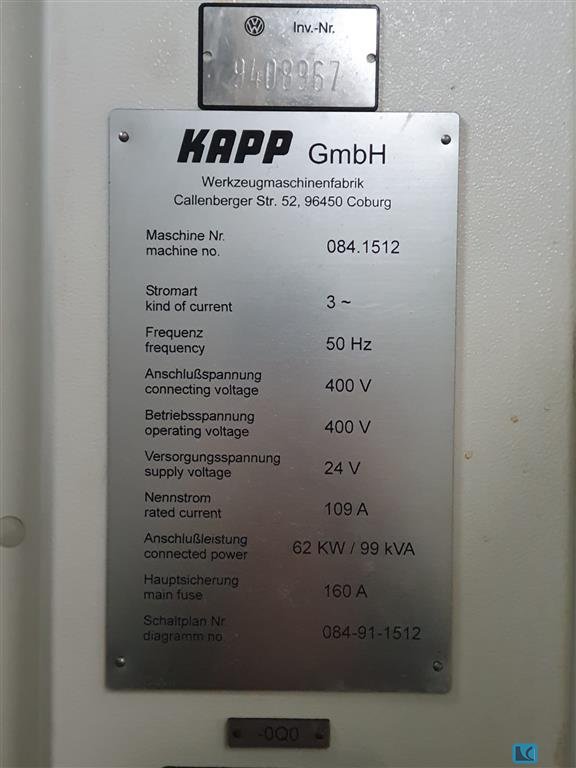 Inv.-Nr.
9408967
KAPP GmbH
Werkzeugmaschinenfabrik
Callenberger Str. 52, 96450 Coburg
Maschine Nr.
machine no. 084.1512
Stromart
kind of current 3 ~
Frequenz
frequency 50 Hz
Anschlußspannung
connecting voltage 400 V
Betriebsspannung
operating voltage 400 V
Versorgungsspannung
supply voltage 24 V
Nennstrom
rated current 109 A
Anschlußleistung
connected power 62 KW / 99 kVA
Hauptsicherung
main fuse 160 A
Schaltplan Nr.
diagramm no. 084-91-1512
-0Q0